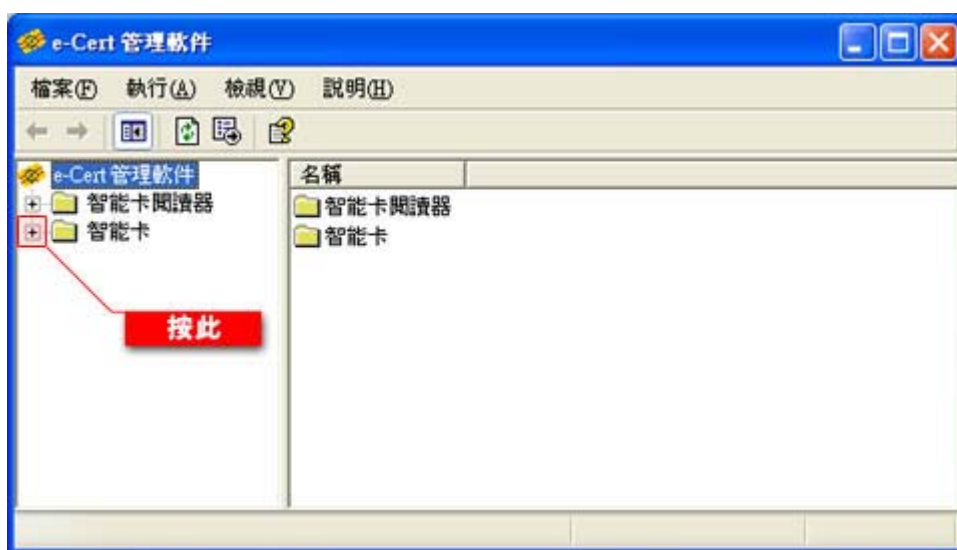 e-Cert 管理軟件
檔案(F) 執行(A) 檢視(V) 説明(H)
e-Cert 管理軟件
智能卡閱讀器
智能卡
按此
名稱
智能卡閱讀器
智能卡